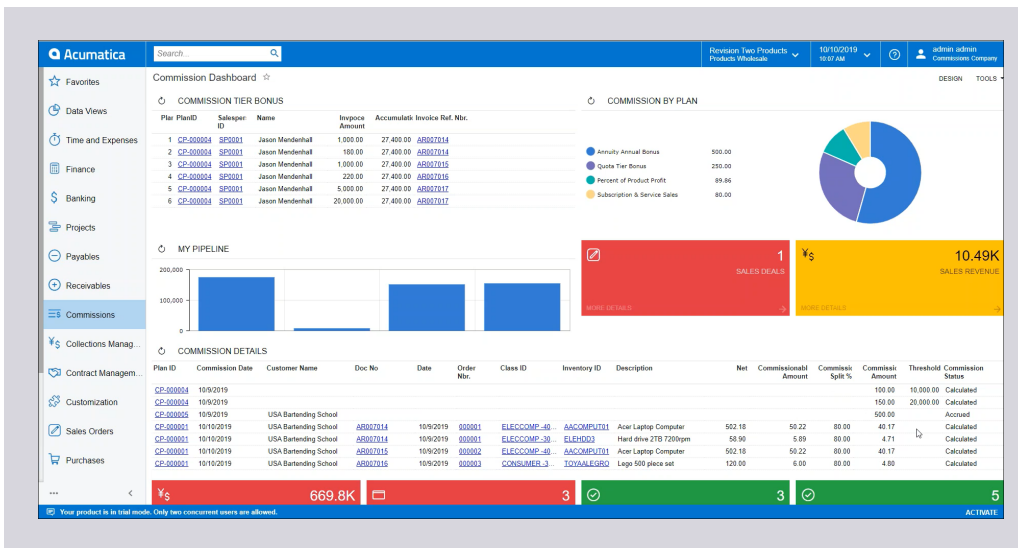 Acumatica
Search...
Revision Two Products
Products Wholesale
10/10/2019
10:07 AM
admin admin
Commissions Company
Favorites
Data Views
Time and Expenses
Finance
Banking
Projects
Payables
Receivables
Commissions
Collections Manag...
Contract Managem...
Customization
Sales Orders
Purchases
Commission Dashboard
DESIGN TOOLS
COMMISSION TIER BONUS
Plar PlanID Salesper ID Name Invpoce Amount Accumulatic Invoice Ref. Nbr.
1 CP-000004 SP0001 Jason Mendenhall 1,000.00 27,400.00 AR007014
2 CP-000004 SP0001 Jason Mendenhall 180.00 27,400.00 AR007014
3 CP-000004 SP0001 Jason Mendenhall 1,000.00 27,400.00 AR007015
4 CP-000004 SP0001 Jason Mendenhall 220.00 27,400.00 AR007016
5 CP-000004 SP0001 Jason Mendenhall 5,000.00 27,400.00 AR007017
6 CP-000004 SP0001 Jason Mendenhall 20,000.00 27,400.00 AR007017
COMMISSION BY PLAN
Annuity Annual Bonus 500.00
Quota Tier Bonus 250.00
Percent of Product Profit 89.86
Subscription & Service Sales 80.00
MY PIPELINE
200,000
100,000
0
1
SALES DEALS
MORE DETAILS
¥$
10.49K
SALES REVENUE
MORE DETAILS
COMMISSION DETAILS
Plan ID Commission Date Customer Name Doc No Date Order Nbr. Class ID Inventory ID Description Net Commissionabl Amount Commissic Split % Commissic Amount Threshold Commission Status
CP-000004 10/9/2019 100.00 10,000.00 Calculated
CP-000004 10/9/2019 150.00 20,000.00 Calculated
CP-000005 10/9/2019 USA Bartending School 500.00 Accrued
CP-000001 10/10/2019 USA Bartending School AR007014 10/9/2019 000001 ELECCOMP -40... AACOMPUT01 Acer Laptop Computer 502.18 50.22 80.00 40.17 Calculated
CP-000001 10/10/2019 USA Bartending School AR007014 10/9/2019 000001 ELECCOMP -30... ELEHDD3 Hard drive 2TB 7200rpm 58.90 5.89 80.00 4.71 Calculated
CP-000001 10/10/2019 USA Bartending School AR007015 10/9/2019 000002 ELECCOMP -40... AACOMPUT01 Acer Laptop Computer 502.18 50.22 80.00 40.17 Calculated
CP-000001 10/10/2019 USA Bartending School AR007016 10/9/2019 000003 CONSUMER -3... TOYAALEGRO Lego 500 piece set 120.00 6.00 80.00 4.80 Calculated
¥$ 669.8K
3
3
5
Your product is in trial mode. Only two concurrent users are allowed.
ACTIVATE